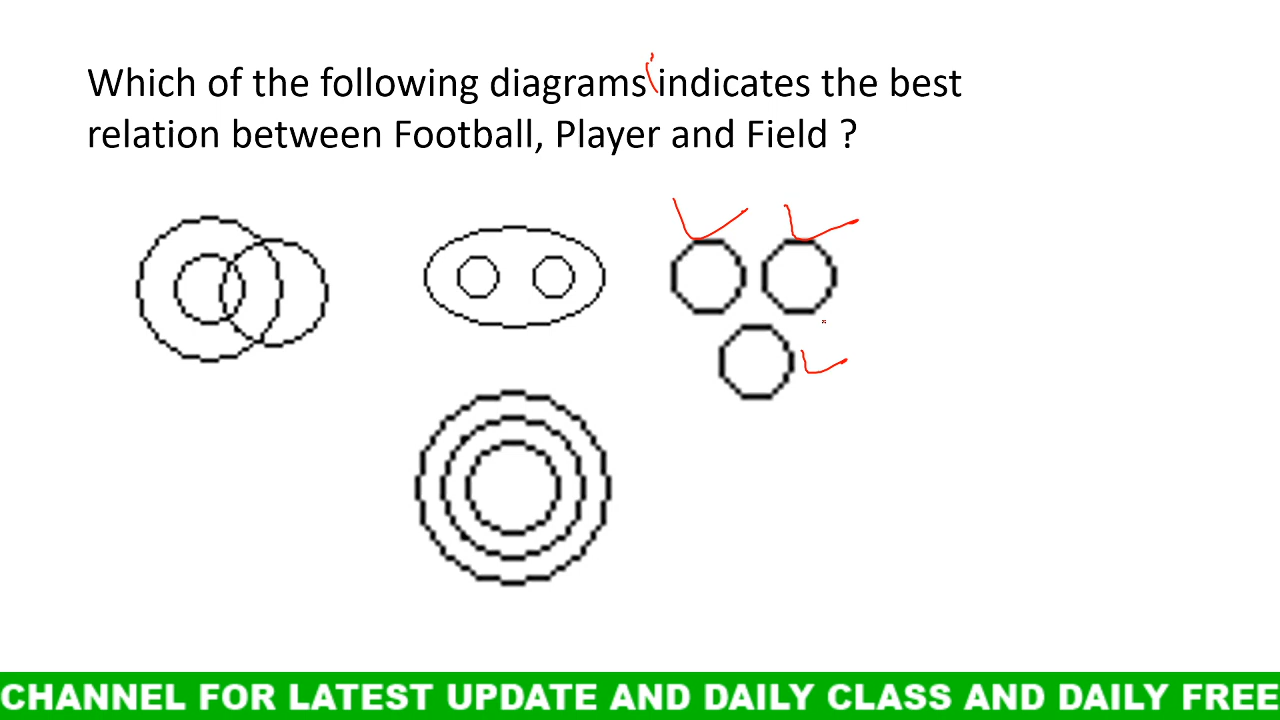 Which of the following diagrams indicates the best
relation between Football, Player and Field ?
CHANNEL FOR LATEST UPDATE AND DAILY CLASS AND DAILY FREE